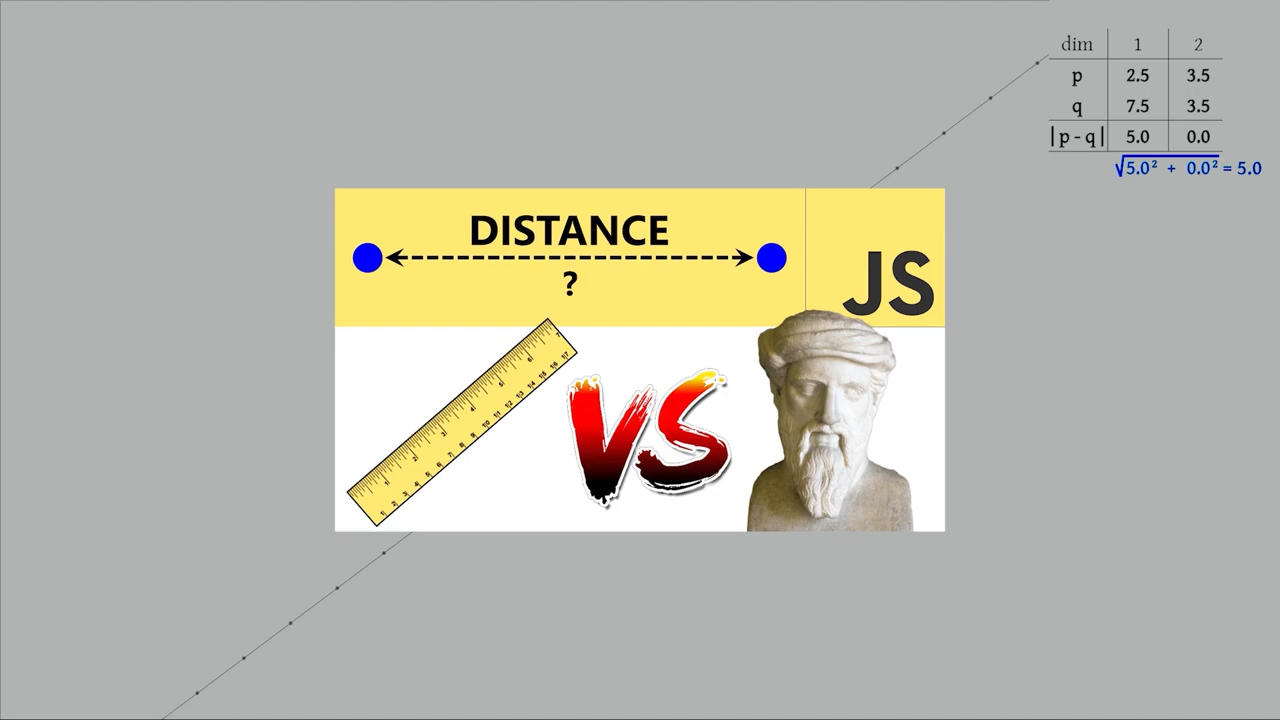 dim 1 2
p 2.5 3.5
q 7.5 3.5
|p - q| 5.0 0.0
√5.0² + 0.0² = 5.0
DISTANCE
?
JS
VS